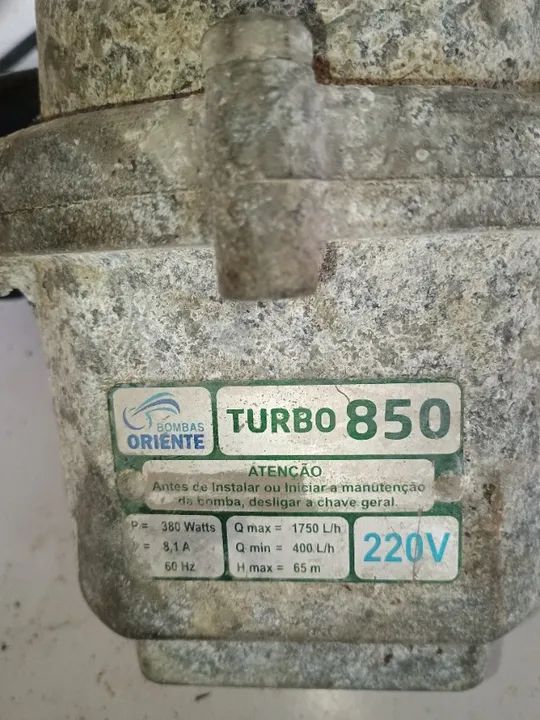 BOMBAS
ORIENTE
TURBO 850
ATENÇÃO
Antes de Instalar ou Iniciar a manutenção
da bomba, desligar a chave geral.
P= 380 Watts
= 8,1 A
60 Hz
Q max = 1750 L/h
Q min = 400 L/h
H max = 65 m
220V